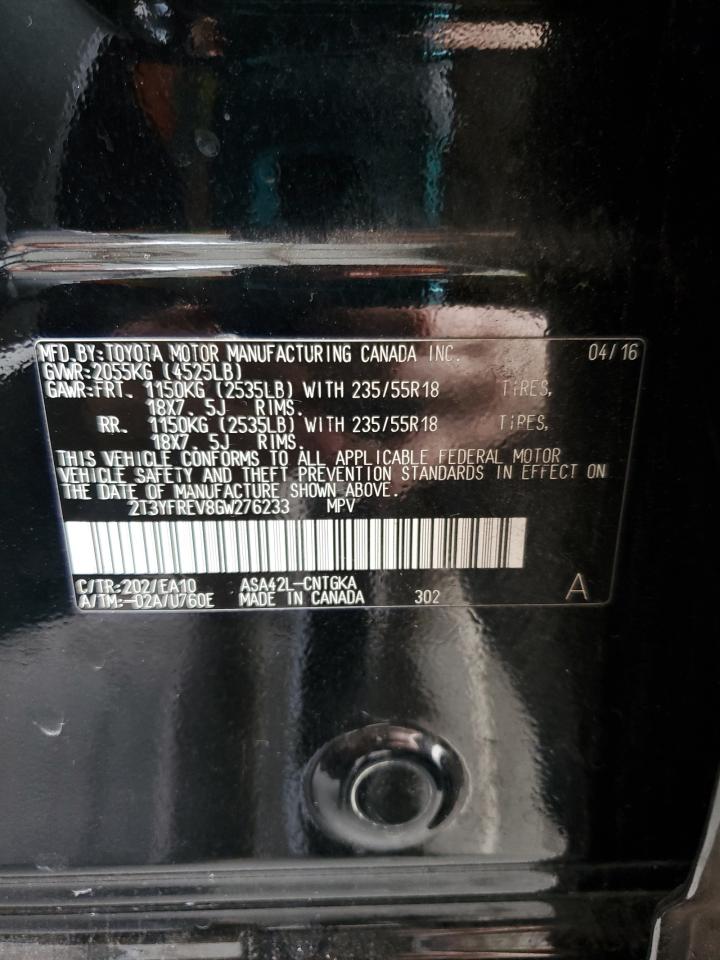 MFD.BY:TOYOTA MOTOR MANUFACTURING CANADA INC. 04/16
GVWR:2055KG (4525LB)
GAWR:FRT. 1150KG (2535LB) WITH 235/55R18 TIRES,
18X7. 5J RIMS.
RR. 1150KG (2535LB) WITH 235/55R18 TIRES,
18X7. 5J RIMS.
THIS VEHICLE CONFORMS TO ALL APPLICABLE FEDERAL MOTOR
VEHICLE SAFETY AND THEFT PREVENTION STANDARDS IN EFFECT ON
THE DATE OF MANUFACTURE SHOWN ABOVE.
2T3YFREV8GW276233 MPV
C/TR:202/EA10 ASA42L-CNTGKA
A/TM:-02A/U760E MADE IN CANADA 302 A